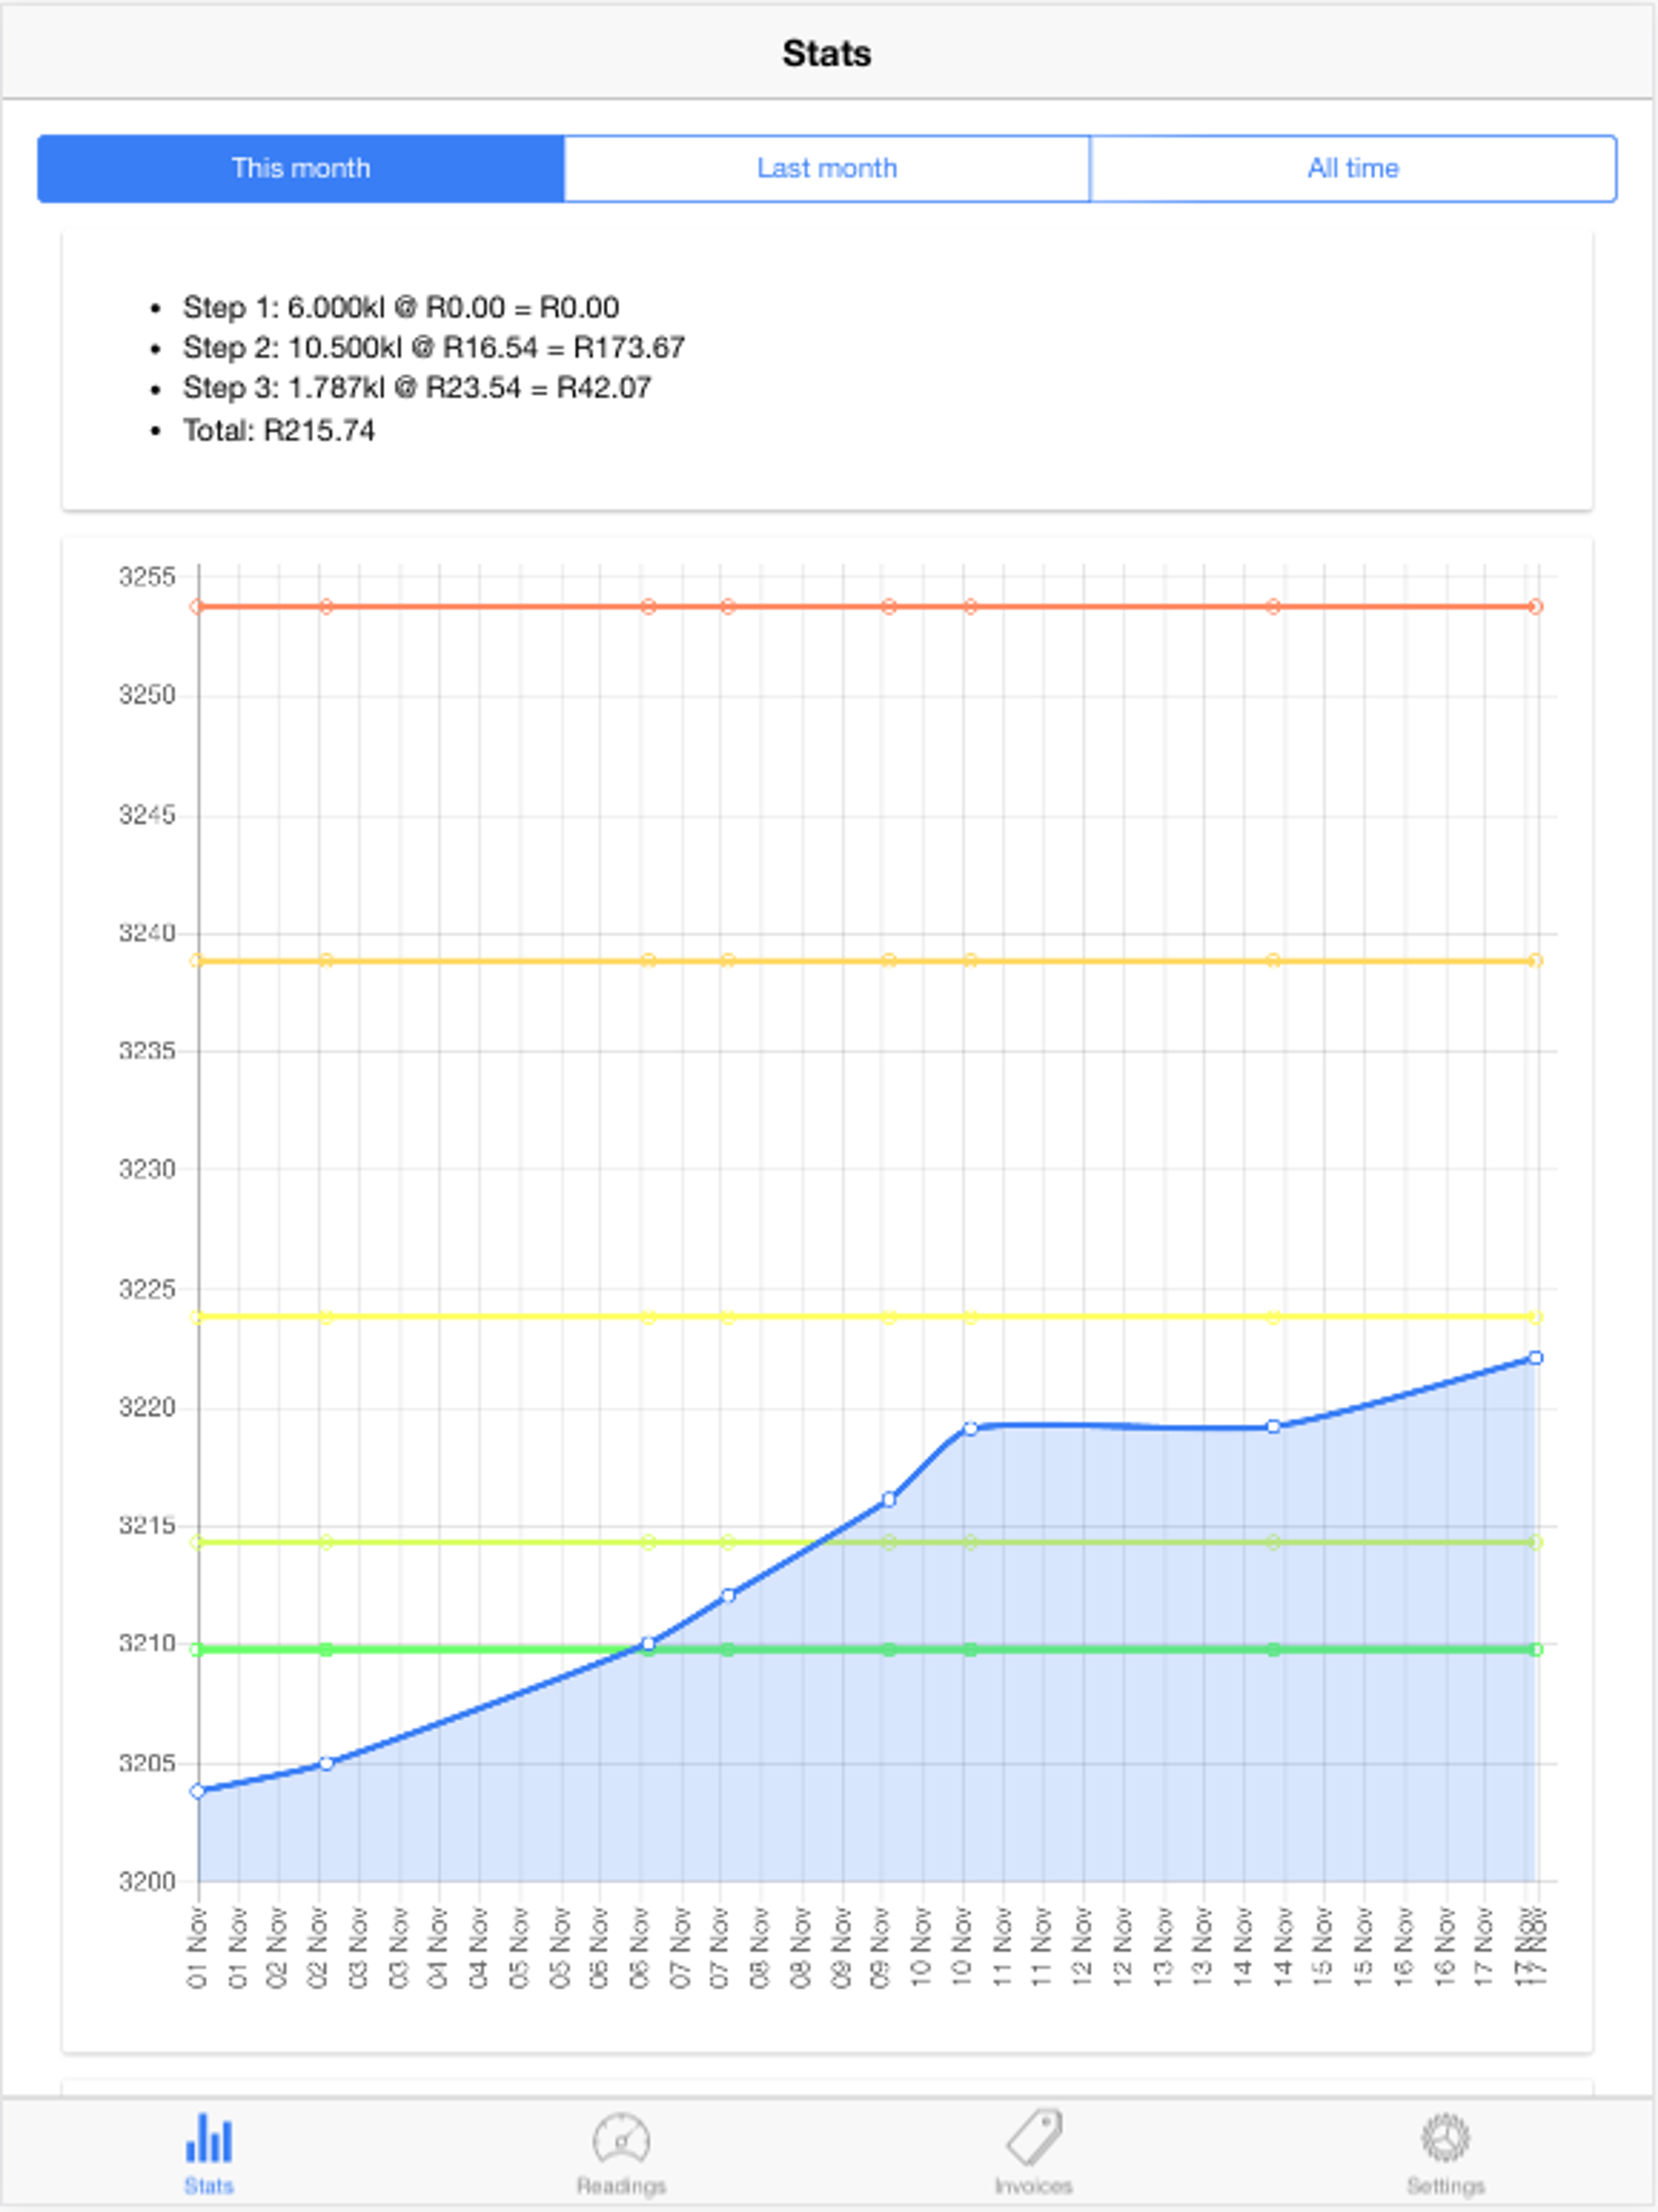 Stats
This month Last month All time
• Step 1: 6.000kl @ R0.00 = R0.00
• Step 2: 10.500kl @ R16.54 = R173.67
• Step 3: 1.787kl @ R23.54 = R42.07
• Total: R215.74
3255
3250
3245
3240
3235
3230
3225
3220
3215
3210
3205
3200
01 Nov
01 Nov
02 Nov
02 Nov
03 Nov
03 Nov
04 Nov
04 Nov
05 Nov
05 Nov
06 Nov
06 Nov
07 Nov
07 Nov
08 Nov
08 Nov
09 Nov
09 Nov
10 Nov
10 Nov
11 Nov
11 Nov
12 Nov
12 Nov
13 Nov
13 Nov
14 Nov
14 Nov
15 Nov
15 Nov
16 Nov
16 Nov
17 Nov
17 Nov
17 Nov
Stats Readings Invoices Settings